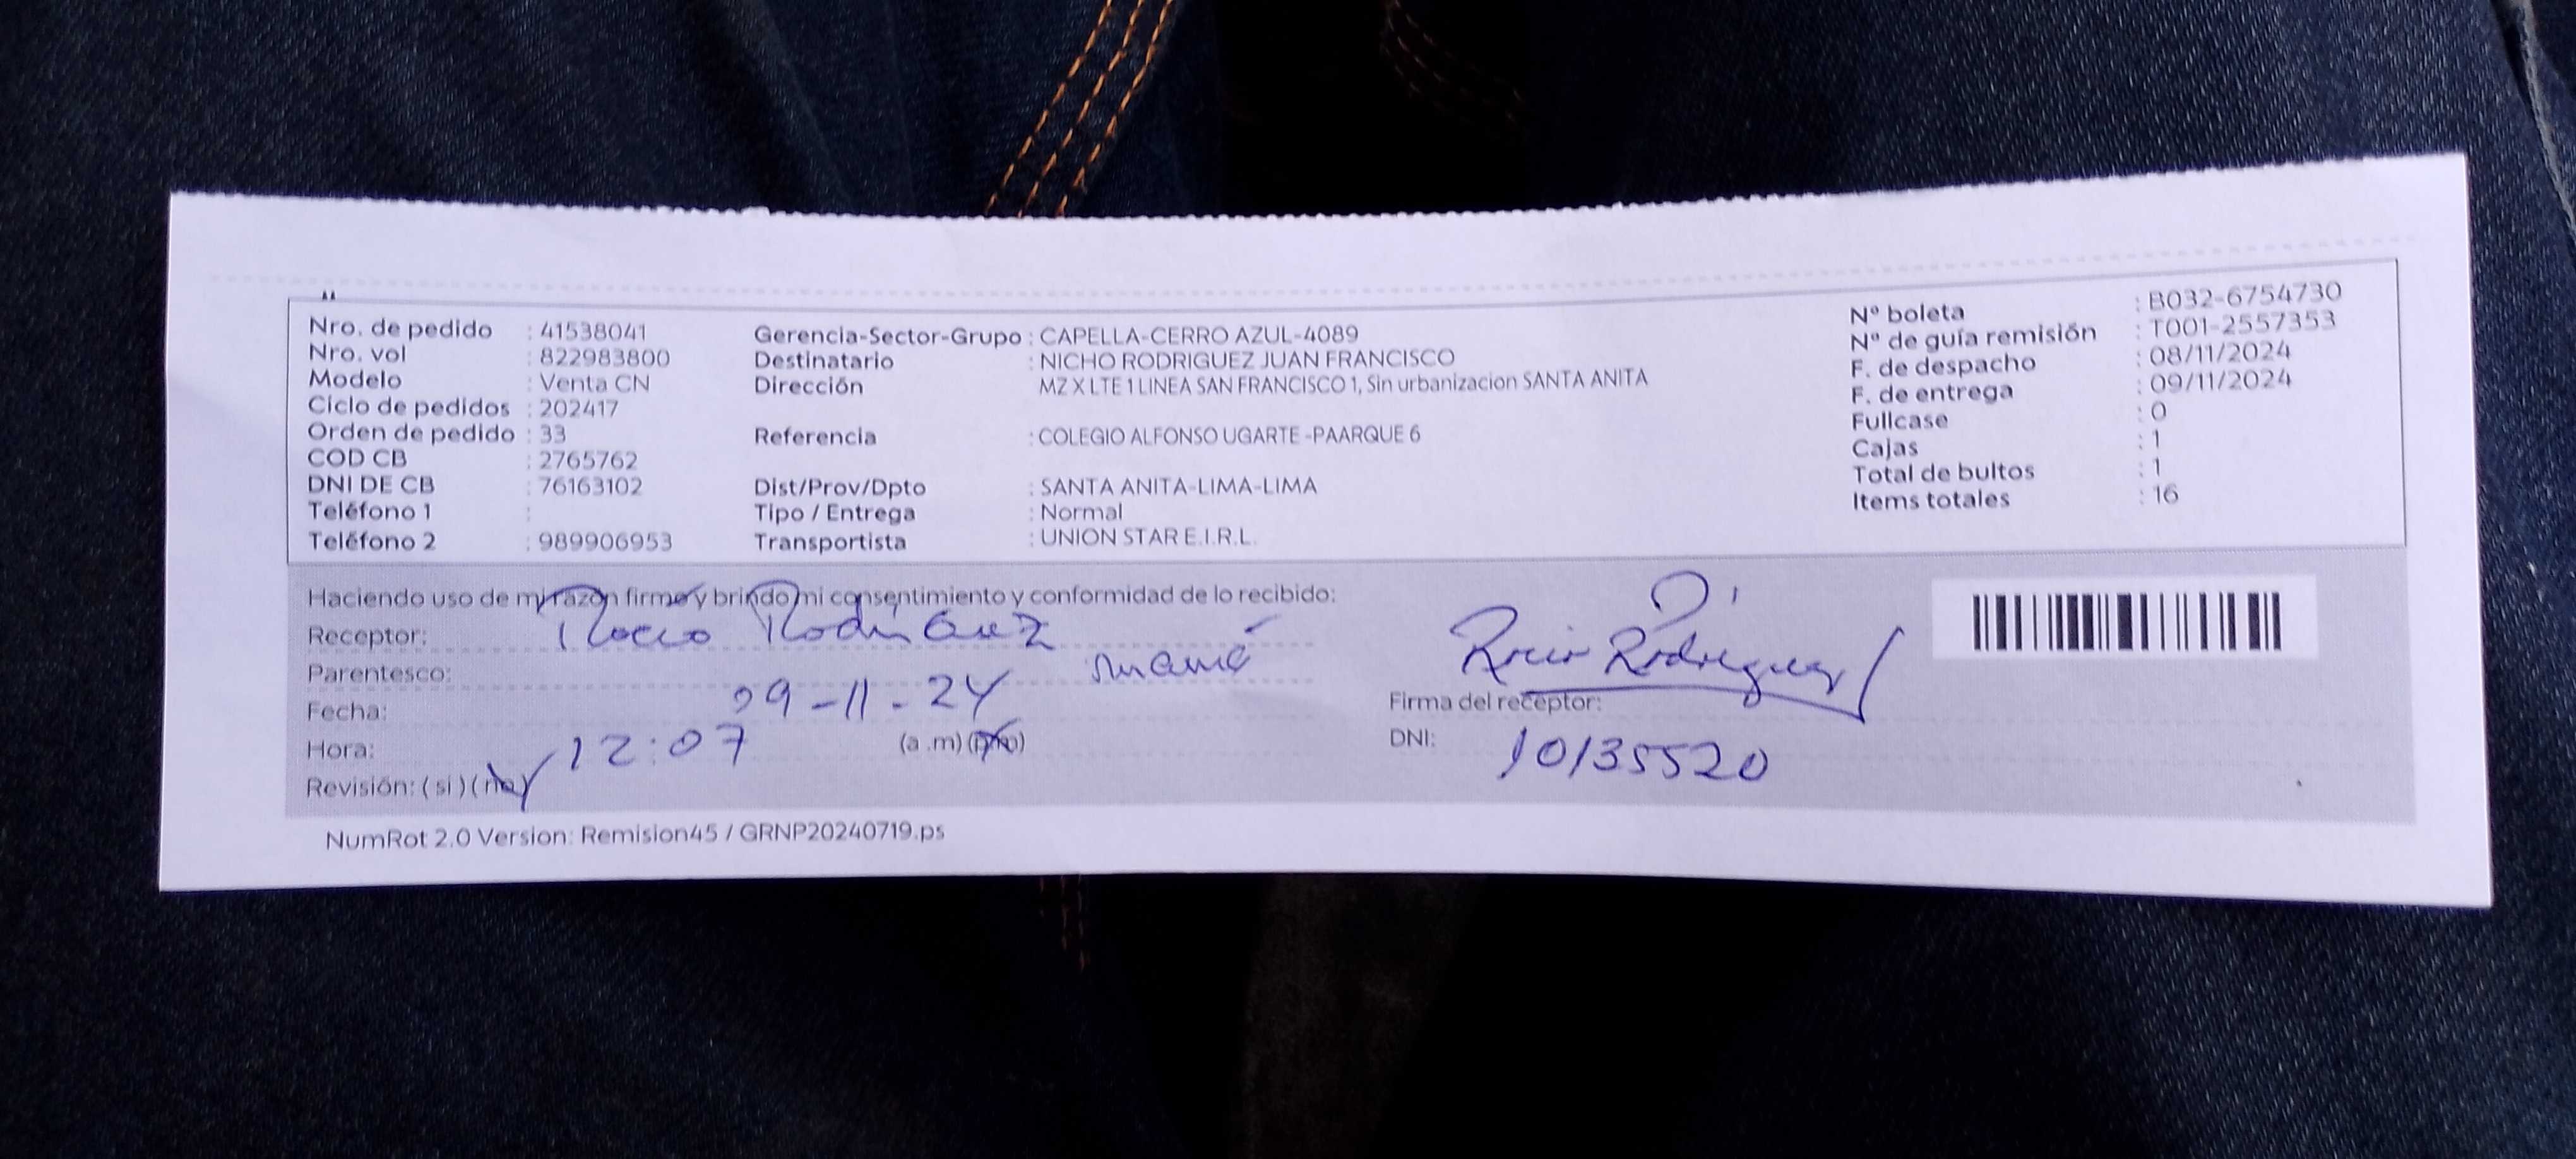 Nro. de pedido : 41538041
Nro. vol : 822983800
Modelo : Venta CN
Ciclo de pedidos : 202417
Orden de pedido : 33
COD CB : 2765762
DNI DE CB : 76163102
Teléfono 1 :
Teléfono 2 : 989906953
Gerencia-Sector-Grupo : CAPELLA-CERRO AZUL-4089
Destinatario : NICHO RODRIGUEZ JUAN FRANCISCO
Dirección MZ X LTE 1 LINEA SAN FRANCISCO 1, Sin urbanizacion SANTA ANITA
Referencia : COLEGIO ALFONSO UGARTE -PAARQUE 6
Dist/Prov/Dpto : SANTA ANITA-LIMA-LIMA
Tipo / Entrega : Normal
Transportista : UNION STAR E.I.R.L.
Nº boleta : B032-6754730
Nº de guía remisión : T001-2557353
F. de despacho : 08/11/2024
F. de entrega : 09/11/2024
Fullcase : 0
Cajas : 1
Total de bultos : 1
Items totales : 16
Haciendo uso de mi razón firmo y brindo mi consentimiento y conformidad de lo recibido:
Receptor: Rocio Rodriguez
Parentesco: mamá
Fecha: 09-11-24
Hora: 12:07 (a .m) (p.m)
Revisión: ( si ) ( no )
Rocio Rodriguez
Firma del receptor:
DNI: 10135520
NumRot 2.0 Version: Remision45 / GRNP20240719.ps